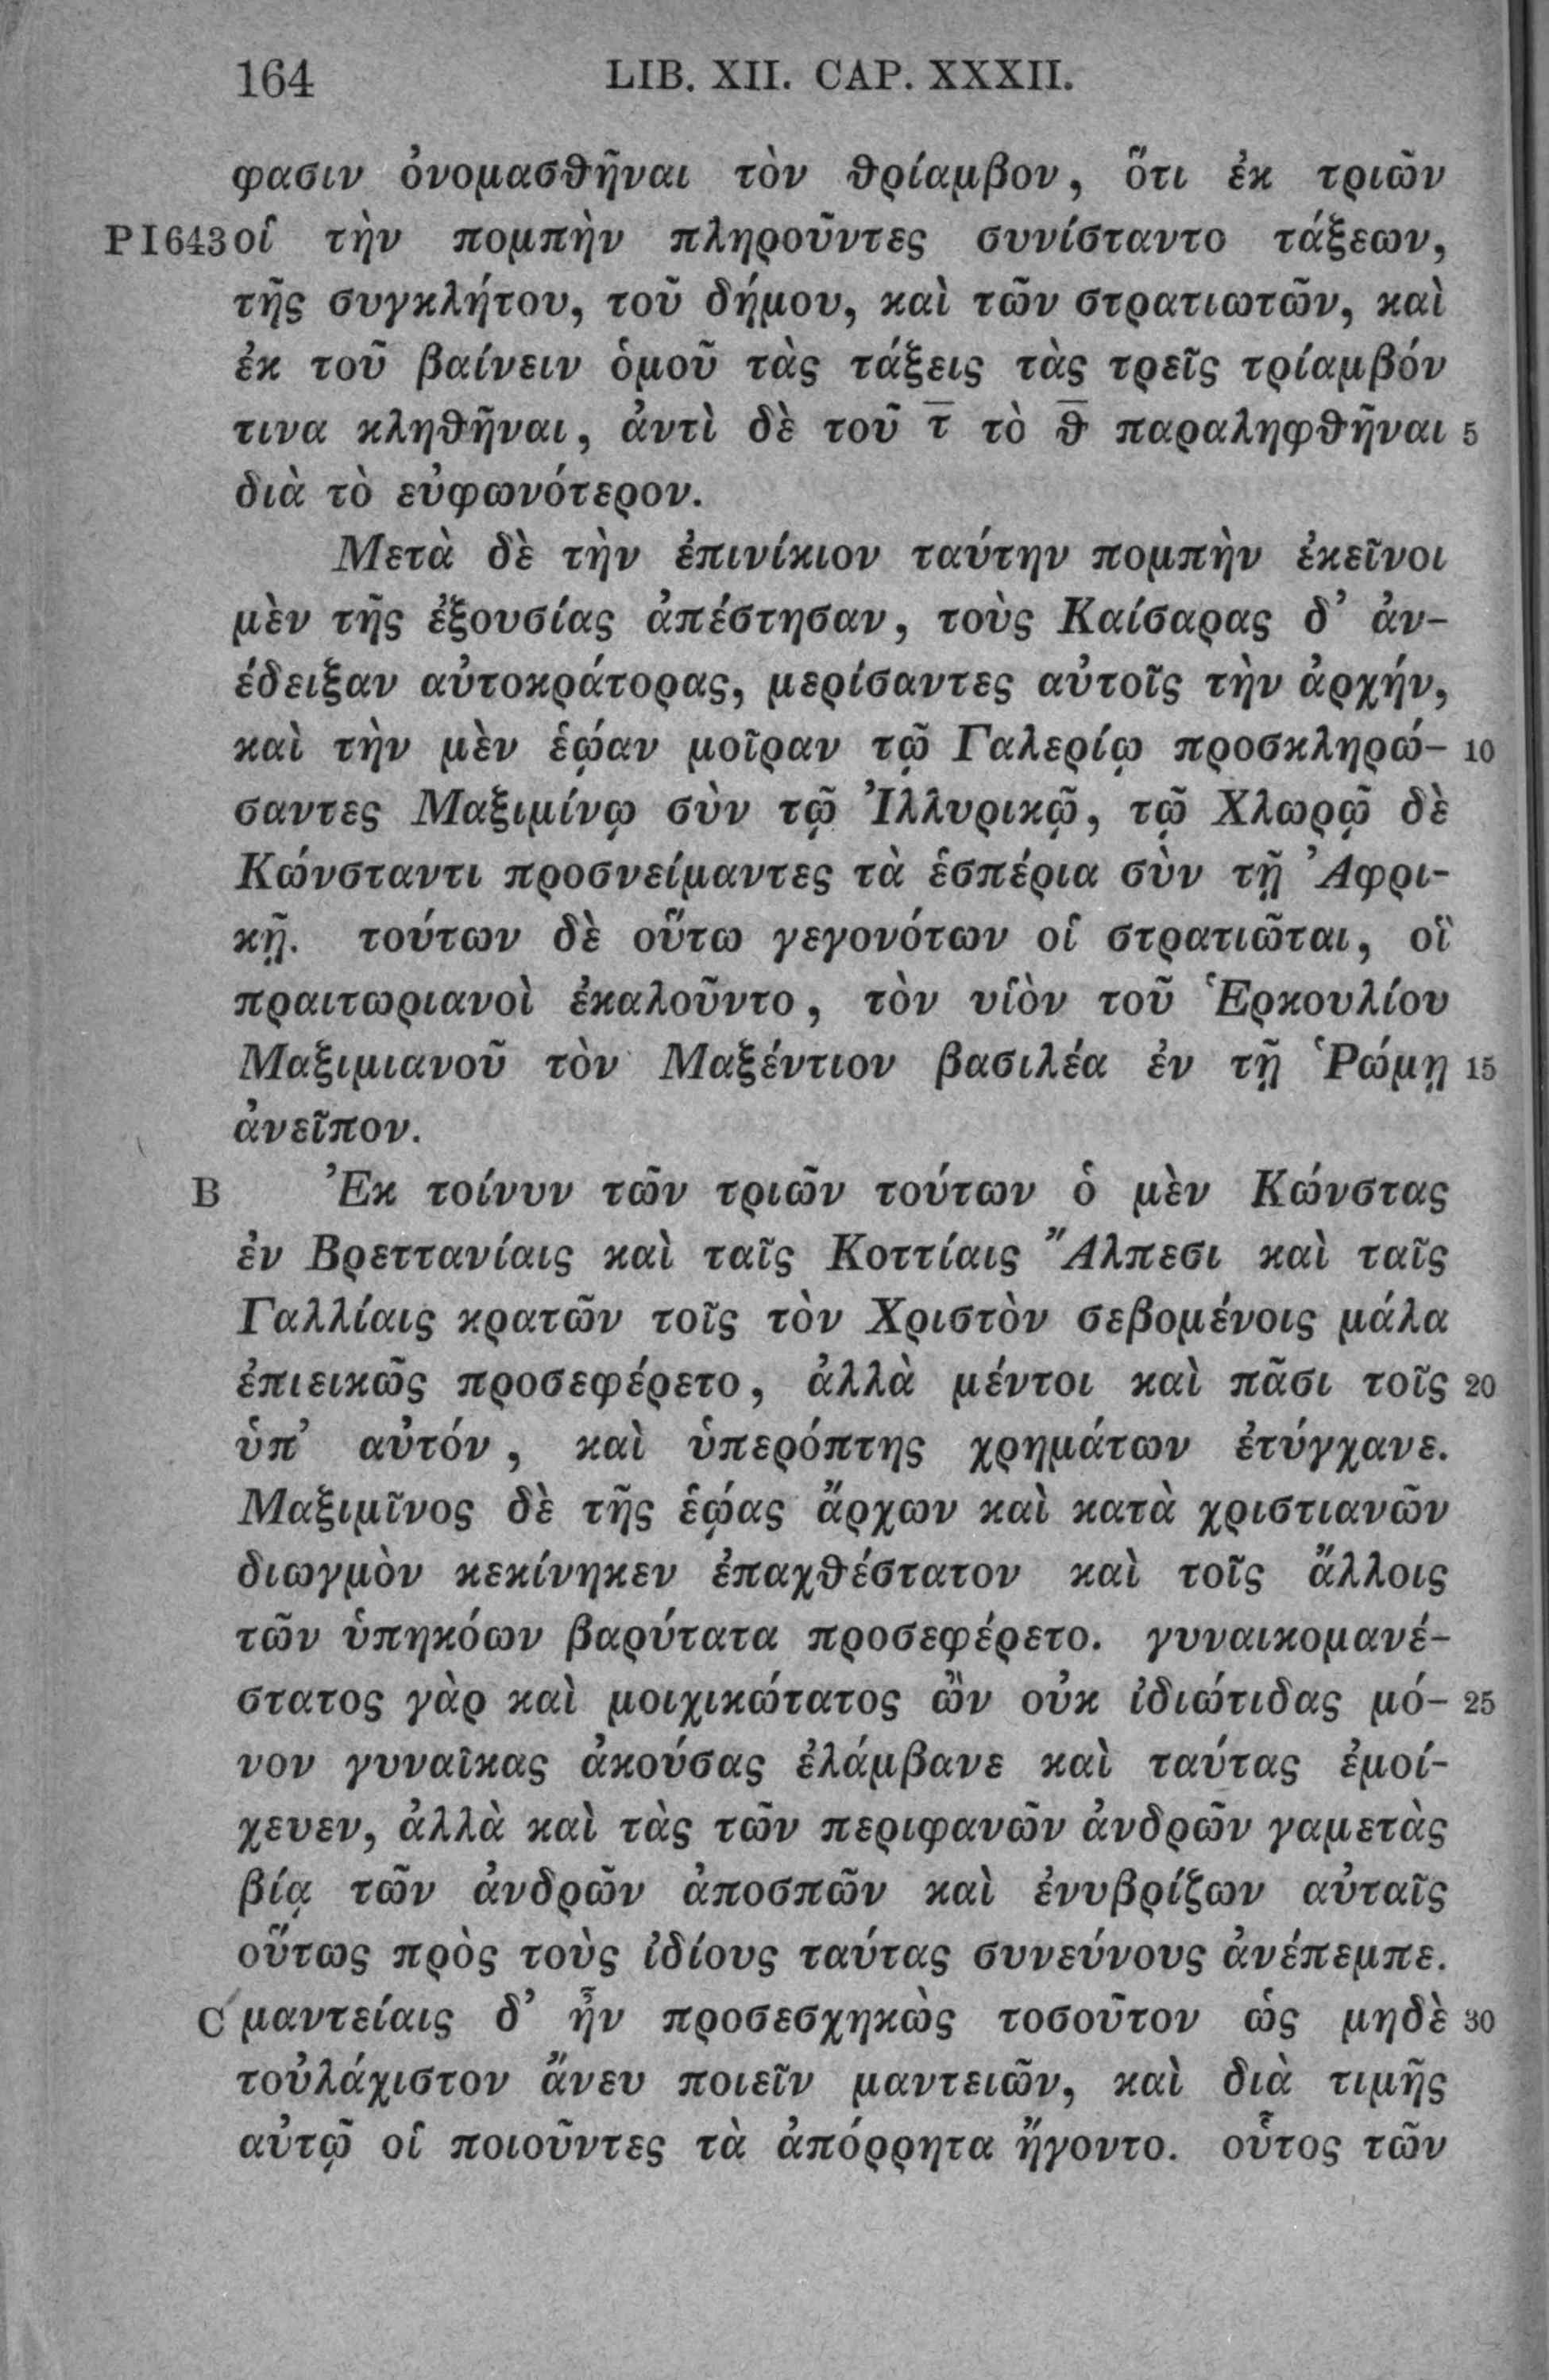 164 LIB. XII. CAP. XXXII.
φασιν ὀνομασϑῆναι τὸν ϑρίαμβον, ὅτι ἐκ τριῶν
P I 643 οἱ τὴν πομπὴν πληροῦντες συνίσταντο τάξεων,
τῆς συγκλήτου, τοῦ δήμου, καὶ τῶν στρατιωτῶν, καὶ
ἐκ τοῦ βαίνειν ὁμοῦ τὰς τάξεις τὰς τρεῖς τρίαμβόν
τινα κληϑῆναι, ἀντὶ δὲ τοῦ τ̅ τὸ ϑ̅ παραληφϑῆναι 5
διὰ τὸ εὐφωνότερον.
Μετὰ δὲ τὴν ἐπινίκιον ταύτην πομπὴν ἐκεῖνοι
μὲν τῆς ἐξουσίας ἀπέστησαν, τοὺς Καίσαρας δ’ ἀν-
έδειξαν αὐτοκράτορας, μερίσαντες αὐτοῖς τὴν ἀρχήν,
καὶ τὴν μὲν ἑῴαν μοῖραν τῷ Γαλερίῳ προσκληρώ- 10
σαντες Μαξιμίνῳ σὺν τῷ Ἰλλυρικῷ, τῷ Χλωρῷ δὲ
Κώνσταντι προσνείμαντες τὰ ἑσπέρια σὺν τῇ Ἀφρι-
κῇ. τούτων δὲ οὕτω γεγονότων οἱ στρατιῶται, οἳ
πραιτωριανοὶ ἐκαλοῦντο, τὸν υἱὸν τοῦ Ἑρκουλίου
Μαξιμιανοῦ τὸν Μαξέντιον βασιλέα ἐν τῇ Ῥώμῃ 15
ἀνεῖπον.
B Ἐκ τοίνυν τῶν τριῶν τούτων ὁ μὲν Κώνστας
ἐν Βρεττανίαις καὶ ταῖς Κοττίαις Ἄλπεσι καὶ ταῖς
Γαλλίαις κρατῶν τοῖς τὸν Χριστὸν σεβομένοις μάλα
ἐπιεικῶς προσεφέρετο, ἀλλὰ μέντοι καὶ πᾶσι τοῖς 20
ὑπ’ αὐτόν, καὶ ὑπερόπτης χρημάτων ἐτύγχανε.
Μαξιμῖνος δὲ τῆς ἑῴας ἄρχων καὶ κατὰ χριστιανῶν
διωγμὸν κεκίνηκεν ἐπαχϑέστατον καὶ τοῖς ἄλλοις
τῶν ὑπηκόων βαρύτατα προσεφέρετο. γυναικομανέ-
στατος γὰρ καὶ μοιχικώτατος ὢν οὐκ ἰδιώτιδας μό- 25
νον γυναῖκας ἀκούσας ἐλάμβανε καὶ ταύτας ἐμοί-
χευεν, ἀλλὰ καὶ τὰς τῶν περιφανῶν ἀνδρῶν γαμετὰς
βίᾳ τῶν ἀνδρῶν ἀποσπῶν καὶ ἐνυβρίζων αὐταῖς
οὕτως πρὸς τοὺς ἰδίους ταύτας συνεύνους ἀνέπεμπε.
C μαντείαις δ’ ἦν προσεσχηκὼς τοσοῦτον ὡς μηδὲ 30
τοὐλάχιστον ἄνευ ποιεῖν μαντειῶν, καὶ διὰ τιμῆς
αὐτῷ οἱ ποιοῦντες τὰ ἀπόρρητα ἤγοντο. οὗτος τῶν